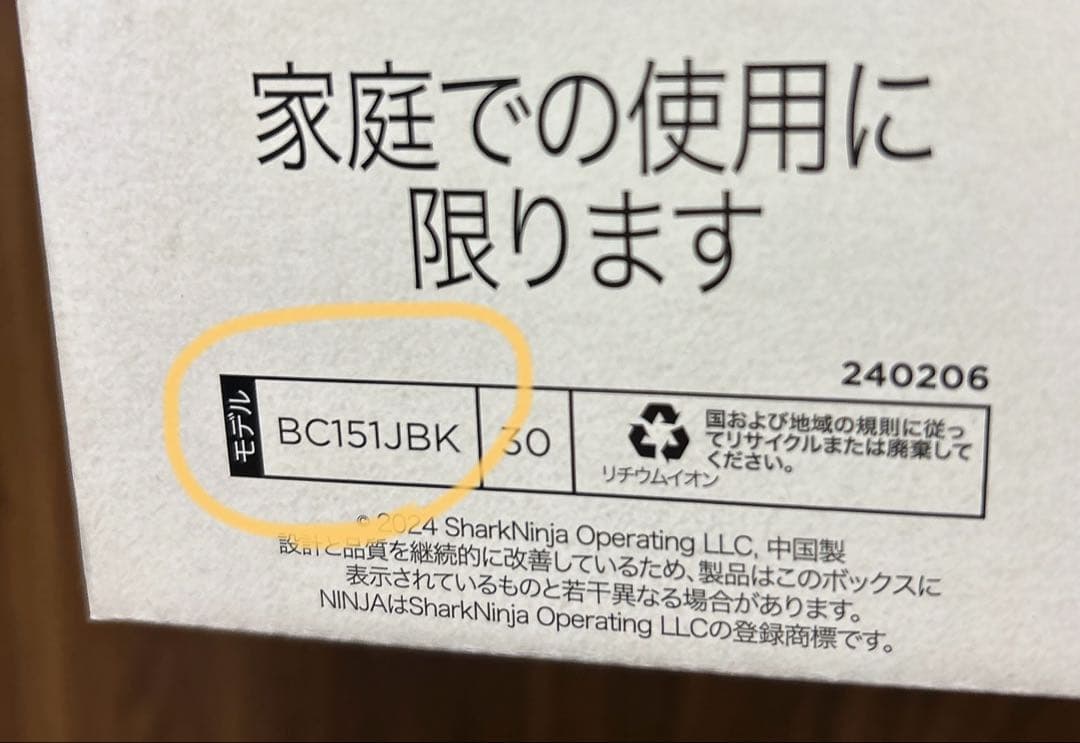 家庭での使用に
限ります
240206
モデル
BC151JBK
30
国および地域の規則に従っ
てリサイクルまたは廃棄して
ください。
リチウムイオン
© 2024 SharkNinja Operating LLC, 中国製
設計と品質を継続的に改善しているため、製品はこのボックスに
表示されているものと若干異なる場合があります。
NINJAはSharkNinja Operating LLCの登録商標です。